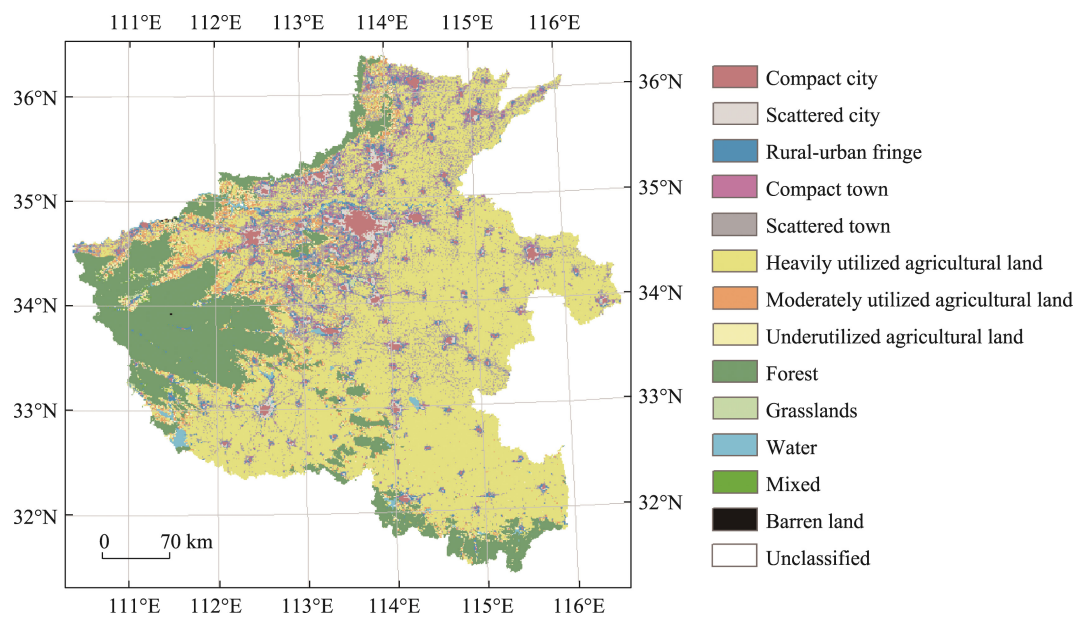 111°E 112°E 113°E 114°E 115°E 116°E
36°N
35°N
34°N
33°N
32°N
36°N
35°N
34°N
33°N
32°N
0 70 km
111°E 112°E 113°E 114°E 115°E 116°E
Compact city
Scattered city
Rural-urban fringe
Compact town
Scattered town
Heavily utilized agricultural land
Moderately utilized agricultural land
Underutilized agricultural land
Forest
Grasslands
Water
Mixed
Barren land
Unclassified